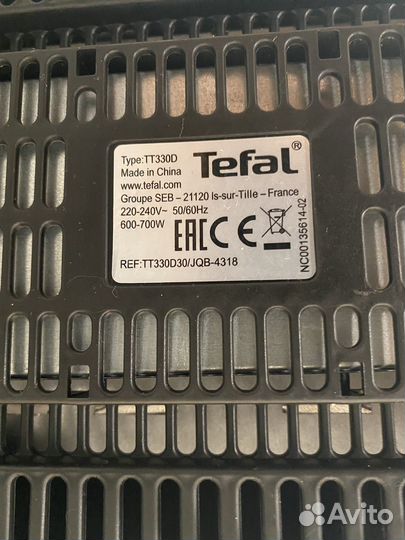 Type:TT330D
Made in China
www.tefal.com
Tefal®
Groupe SEB – 21120 Is-sur-Tille – France
220-240V~ 50/60Hz
600-700W
EAC CE
REF:TT330D30/JQB-4318
NC00135614-02
Avito